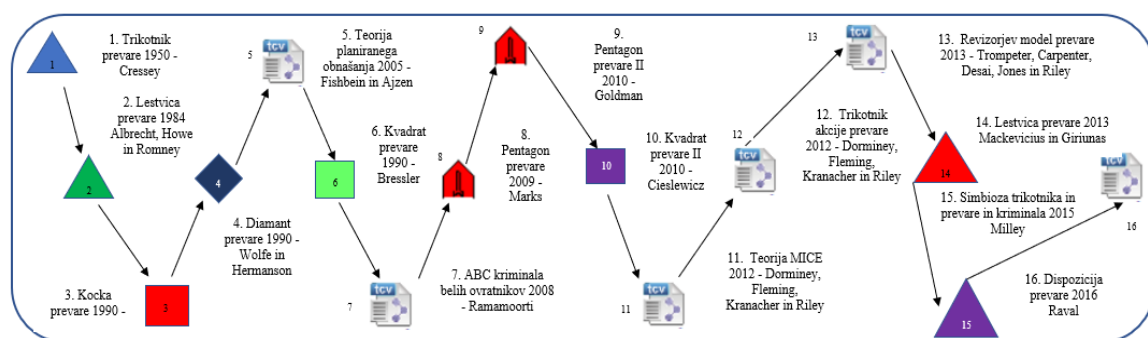 1. Trikotnik
prevare 1950 -
Cressey
1
2. Lestvica
prevare 1984
Albrecht, Howe
in Romney
2
3. Kocka
prevare 1990 -
3
4
4. Diamant
prevare 1990 -
Wolfe in
Hermanson
5
tcv
5. Teorija
planiranega
obnašanja 2005 -
Fishbein in Ajzen
6. Kvadrat
prevare 1990 -
Bressler
6
7
tcv
7. ABC kriminala
belih ovratnikov 2008
- Ramamoorti
8
8. Pentagon
prevare
2009 -
Marks
9
9.
Pentagon
prevare II
2010 -
Goldman
10
10. Kvadrat
prevare II
2010 -
Cieslewicz
11
tcv
11. Teorija MICE
2012 - Dorminey,
Fleming,
Kranacher in Riley
12
tcv
12. Trikotnik
akcije prevare
2012 - Dorminey,
Fleming,
Kranacher in Riley
13
tcv
13. Revizorjev model prevare
2013 - Trompeter, Carpenter,
Desai, Jones in Riley
14. Lestvica prevare 2013
Mackevicius in Giriunas
14
15. Simbioza trikotnika in
prevare in kriminala 2015
Milley
15
tcv
16
16. Dispozicija
prevare 2016
Raval